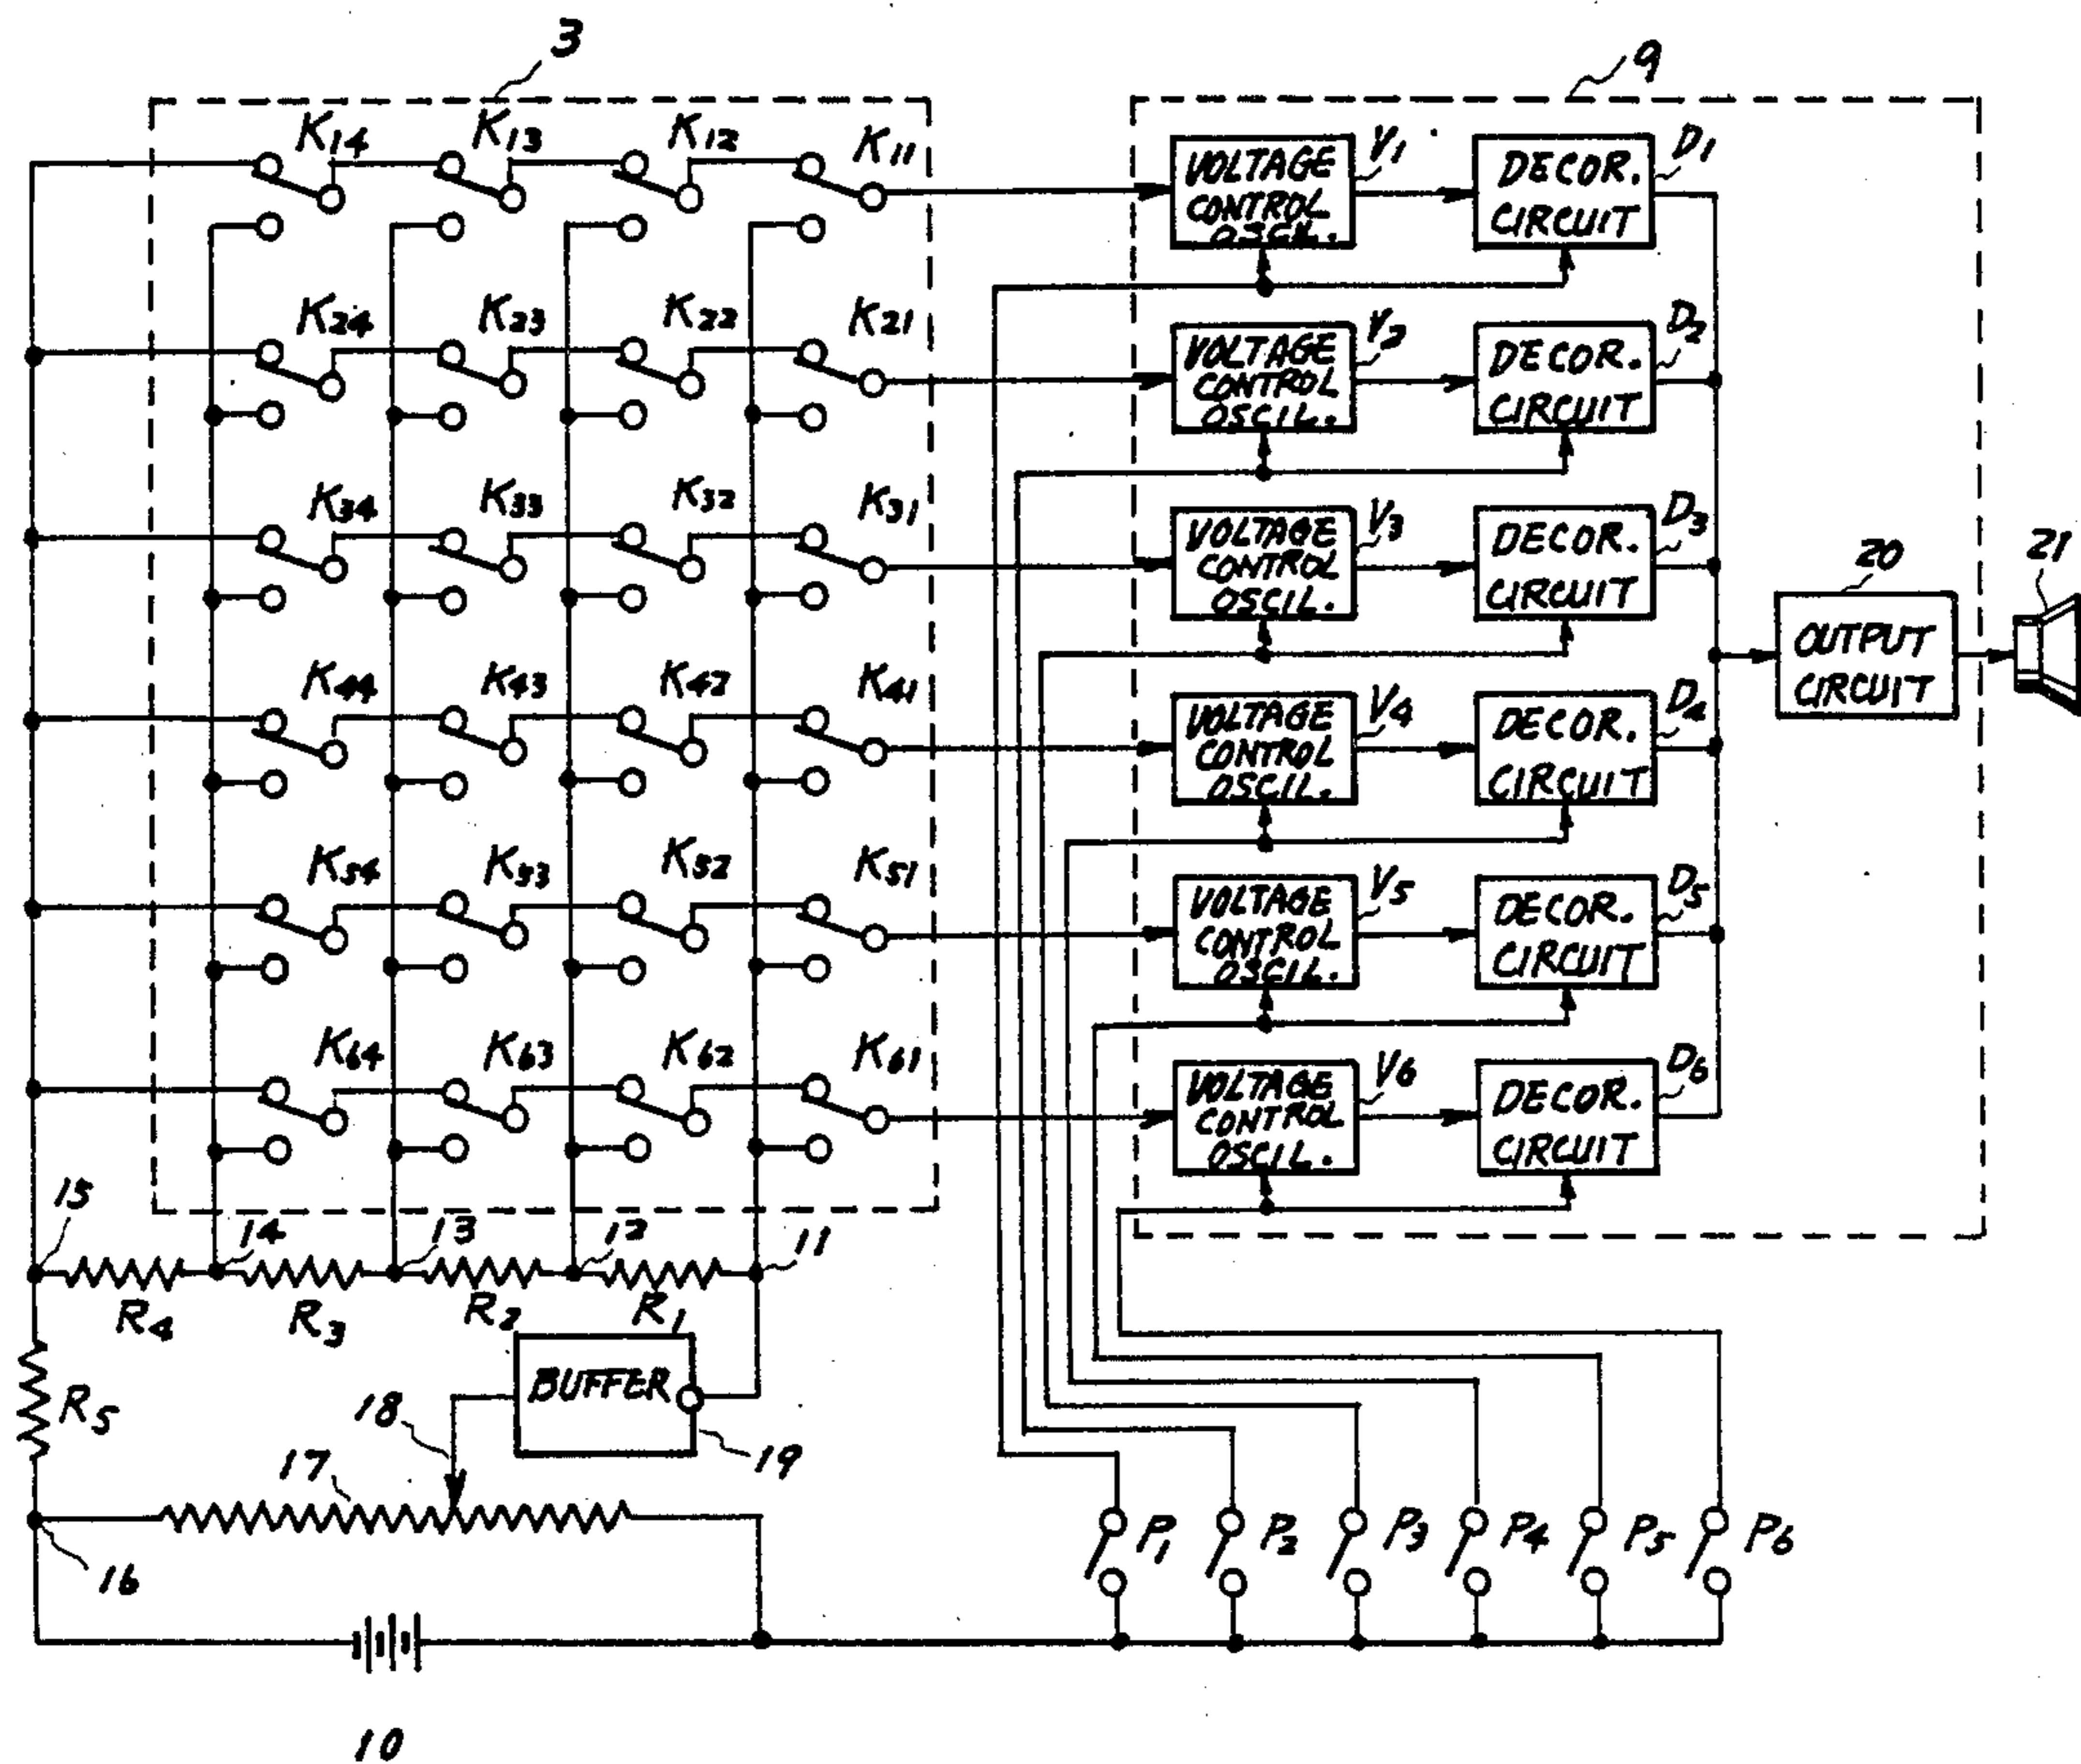 3
9
K14 K13 K12 K11
VOLTAGE CONTROL OSCIL.
V1
DECOR. CIRCUIT
D1
K24 K23 K22 K21
VOLTAGE CONTROL OSCIL.
V2
DECOR. CIRCUIT
D2
K34 K33 K32 K31
VOLTAGE CONTROL OSCIL.
V3
DECOR. CIRCUIT
D3
20
21
OUTPUT CIRCUIT
K44 K43 K42 K41
VOLTAGE CONTROL OSCIL.
V4
DECOR. CIRCUIT
D4
K54 K53 K52 K51
VOLTAGE CONTROL OSCIL.
V5
DECOR. CIRCUIT
D5
K64 K63 K62 K61
VOLTAGE CONTROL OSCIL.
V6
DECOR. CIRCUIT
D6
15 14 13 12 11
R4 R3 R2 R1
R5
BUFFER
18
19
17
16
P1 P2 P3 P4 P5 P6
10